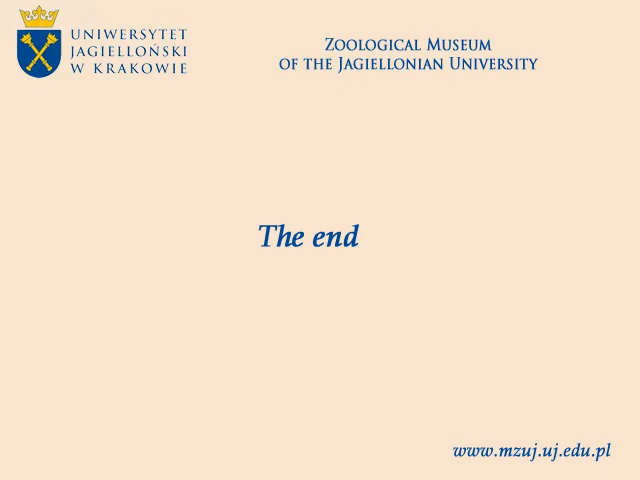 UNIWERSYTET
JAGIELLOŃSKI
W KRAKOWIE
Zoological Museum
of the Jagiellonian University
The end
www.mzuj.uj.edu.pl